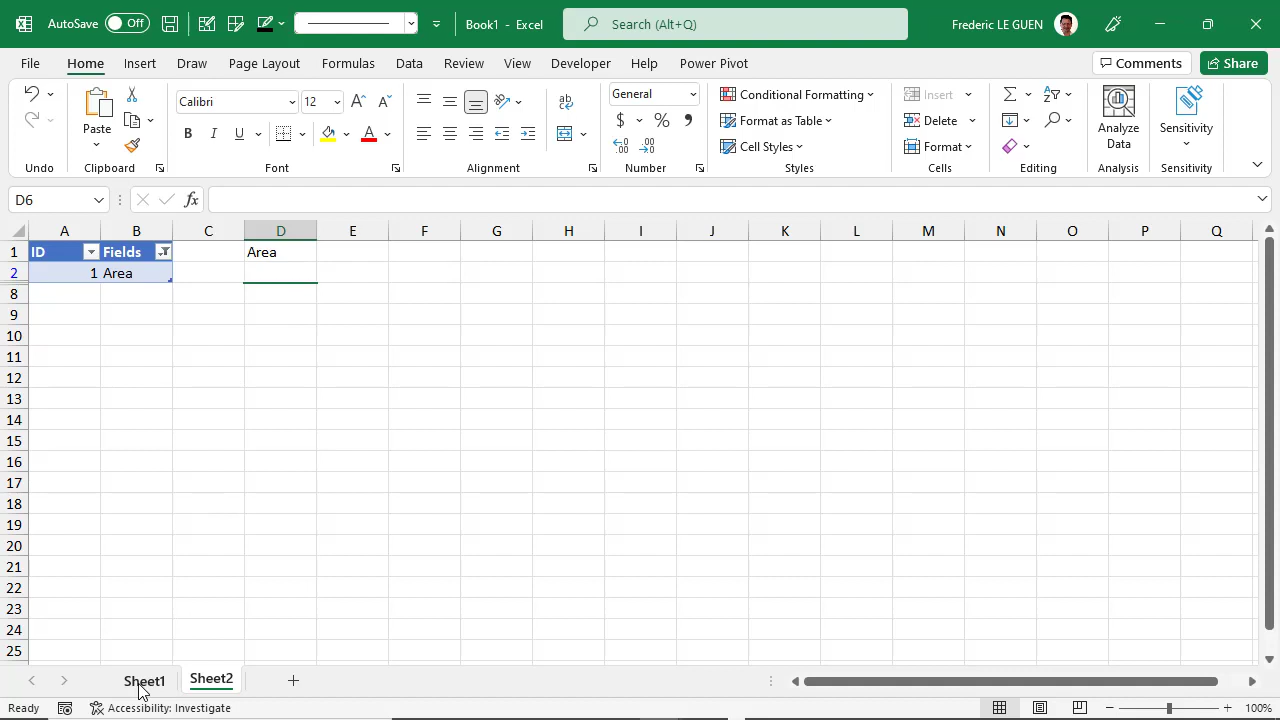 AutoSave Off Book1 - Excel Search (Alt+Q) Frederic LE GUEN
File Home Insert Draw Page Layout Formulas Data Review View Developer Help Power Pivot Comments Share
Calibri 12 General Conditional Formatting Insert
Paste B I U A ab c $ % Format as Table Delete Analyze Data Sensitivity
Cell Styles Format
Undo Clipboard Font Alignment Number Styles Cells Editing Analysis Sensitivity
D6 fx
A B C D E F G H I J K L M N O P Q
1 ID Fields Area
2 1 Area
8
9
10
11
12
13
14
15
16
17
18
19
20
21
22
23
24
25
Sheet1 Sheet2
Ready Accessibility: Investigate 100%